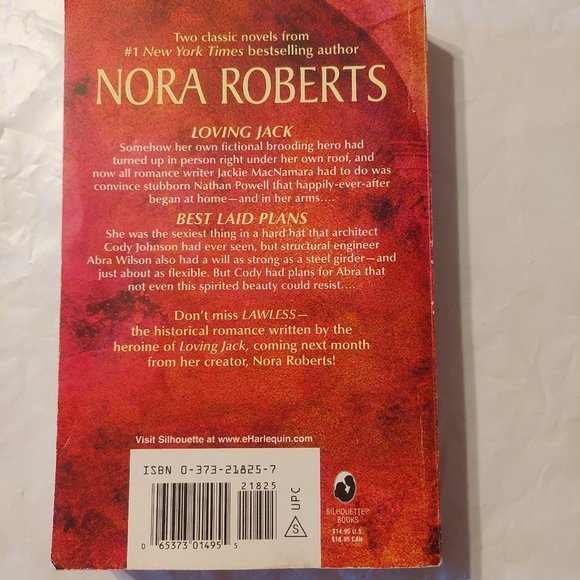 Two classic novels from
#1 New York Times bestselling author
NORA ROBERTS
LOVING JACK
Somehow her own fictional brooding hero had
turned up in person right under her own roof, and
now all romance writer Jackie MacNamara had to do was
convince stubborn Nathan Powell that happily-ever-after
began at home—and in her arms....
BEST LAID PLANS
She was the sexiest thing in a hard hat that architect
Cody Johnson had ever seen, but structural engineer
Abra Wilson also had a will as strong as a steel girder—and
just about as flexible. But Cody had plans for Abra that
not even this spirited beauty could resist....
Don't miss LAWLESS—
the historical romance written by the
heroine of Loving Jack, coming next month
from her creator, Nora Roberts!
Visit Silhouette at www.eHarlequin.com
ISBN 0-373-21825-7
21825
0 65373 01495 5
S UPC
SILHOUETTE®
BOOKS
$14.95 U.S.
$18.95 CAN